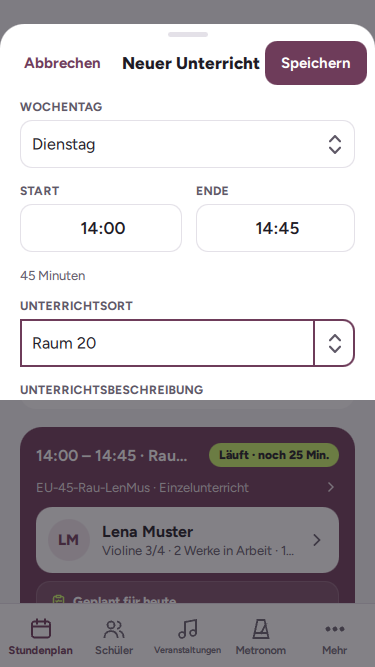 Abbrechen Neuer Unterricht Speichern
WOCHENTAG
Dienstag
START ENDE
14:00 14:45
45 Minuten
UNTERRICHTSORT
Raum 20
UNTERRICHTSBESCHREIBUNG
14:00 – 14:45 · Rau... Läuft · noch 25 Min.
EU-45-Rau-LenMus · Einzelunterricht
LM Lena Muster
Violine 3/4 · 2 Werke in Arbeit · 1...
Geplant für heute
Stundenplan Schüler Veranstaltungen Metronom Mehr